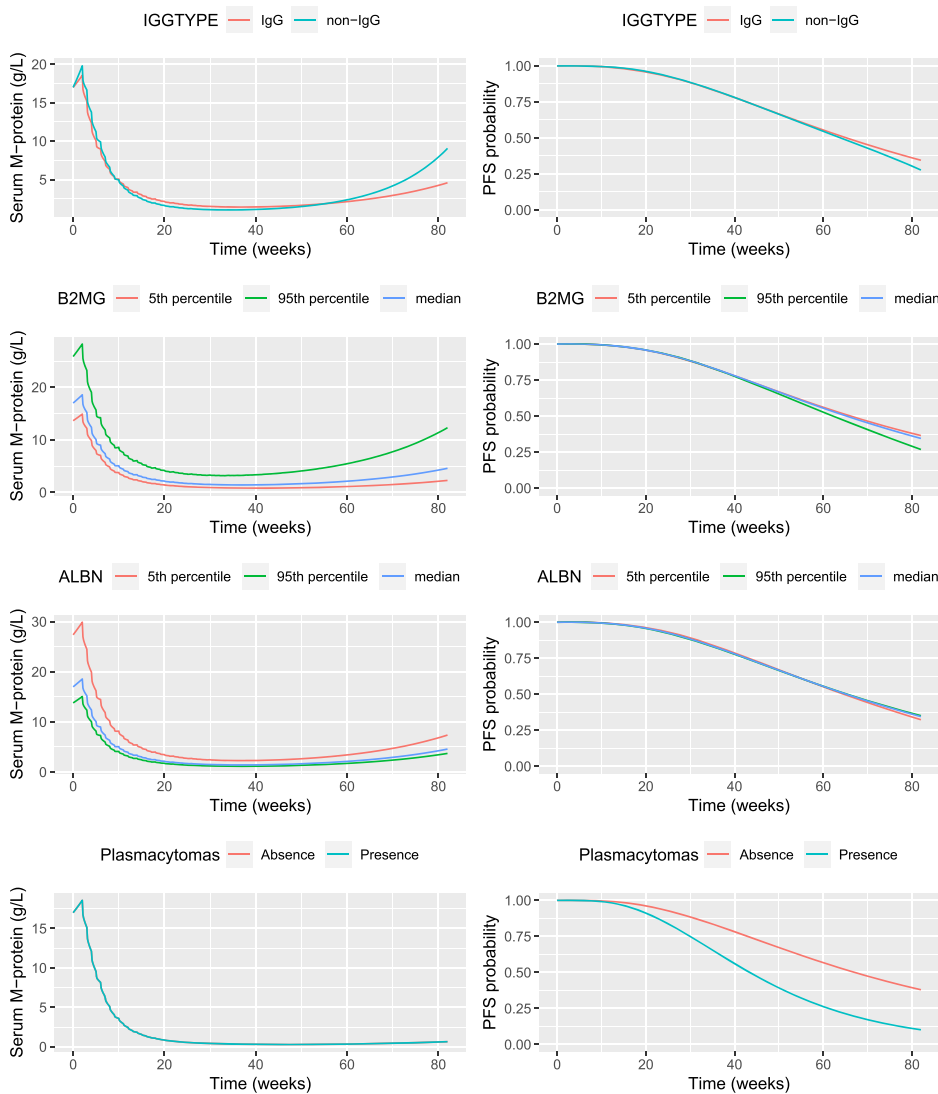 IGGTYPE IgG non−IgG
Serum M−protein (g/L)
20
15
10
5
0 20 40 60 80
Time (weeks)
IGGTYPE IgG non−IgG
PFS probability
1.00
0.75
0.50
0.25
0.00
0 20 40 60 80
Time (weeks)
B2MG 5th percentile 95th percentile median
Serum M−protein (g/L)
20
10
0
0 20 40 60 80
Time (weeks)
B2MG 5th percentile 95th percentile median
PFS probability
1.00
0.75
0.50
0.25
0.00
0 20 40 60 80
Time (weeks)
ALBN 5th percentile 95th percentile median
Serum M−protein (g/L)
30
20
10
0
0 20 40 60 80
Time (weeks)
ALBN 5th percentile 95th percentile median
PFS probability
1.00
0.75
0.50
0.25
0.00
0 20 40 60 80
Time (weeks)
Plasmacytomas Absence Presence
Serum M−protein (g/L)
15
10
5
0
0 20 40 60 80
Time (weeks)
Plasmacytomas Absence Presence
PFS probability
1.00
0.75
0.50
0.25
0.00
0 20 40 60 80
Time (weeks)